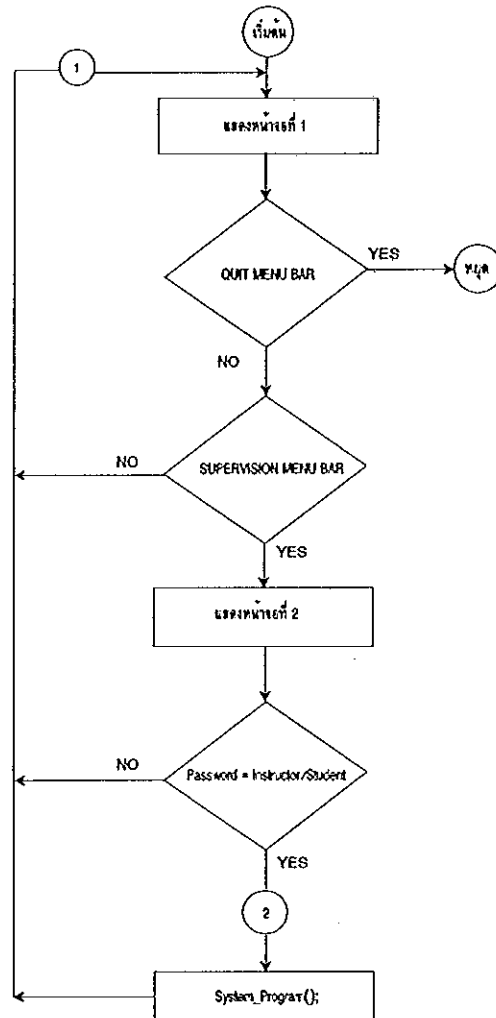 เริ่มต้น
1
แสดงหน้าจอที่ 1
QUIT MENU BAR
YES
หยุด
NO
SUPERVISION MENU BAR
NO
YES
แสดงหน้าจอที่ 2
Password = Instructor/Student
NO
YES
2
System_Program();